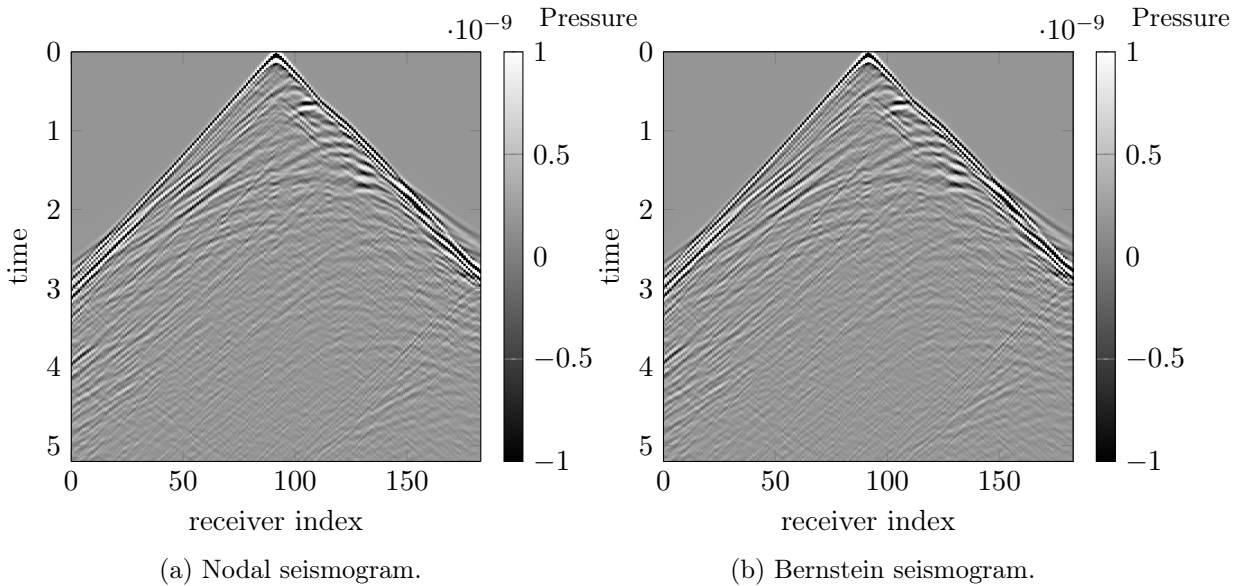 ·10⁻⁹ Pressure
0
1
2
3
4
5
time
0 50 100 150
receiver index
1
0.5
0
−0.5
−1
(a) Nodal seismogram.
·10⁻⁹ Pressure
0
1
2
3
4
5
time
0 50 100 150
receiver index
1
0.5
0
−0.5
−1
(b) Bernstein seismogram.